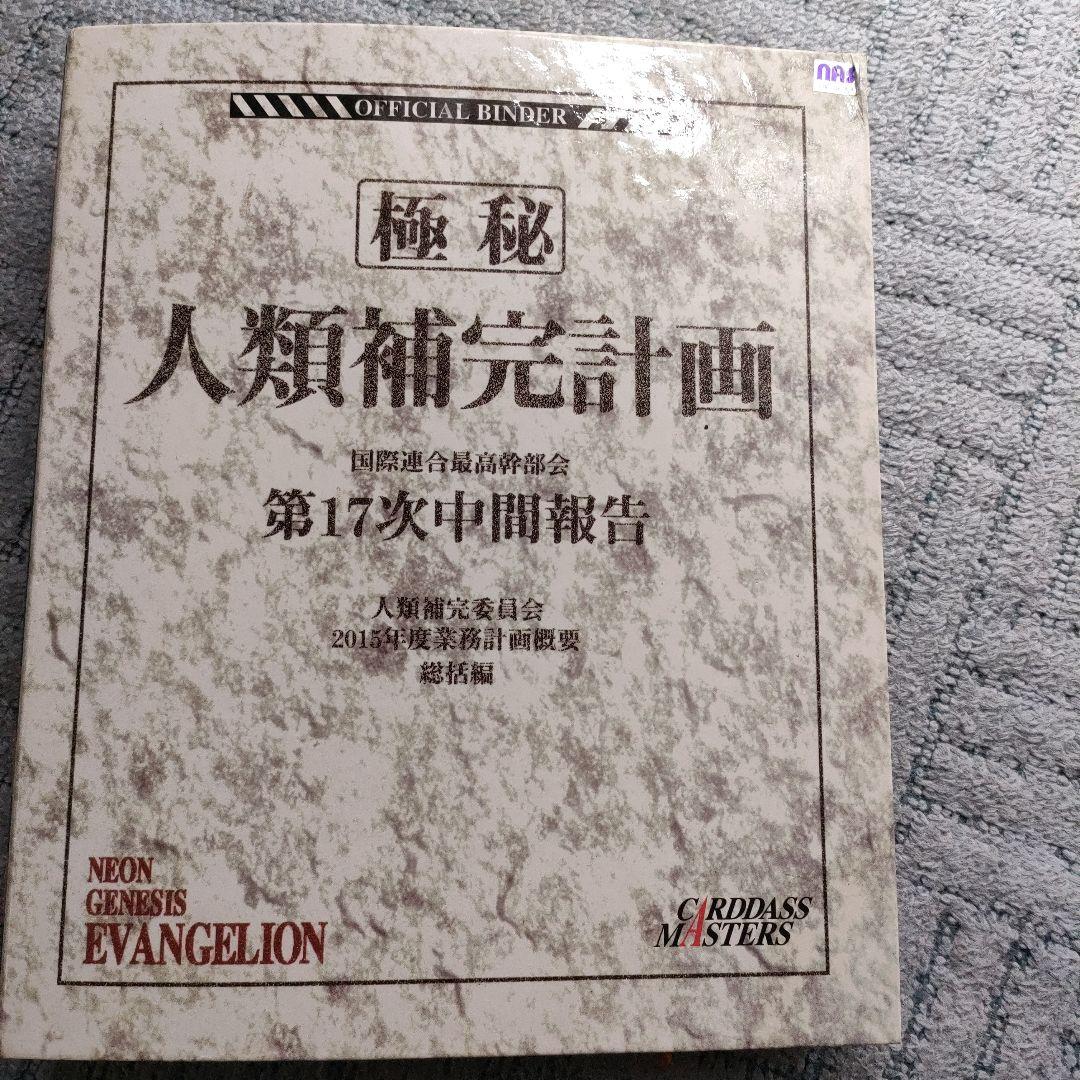 OFFICIAL BINDER
極秘
人類補完計画
国際連合最高幹部会
第17次中間報告
人類補完委員会
2015年度業務計画概要
総括編
NEON
GENESIS
EVANGELION
CARDDASS
MASTERS